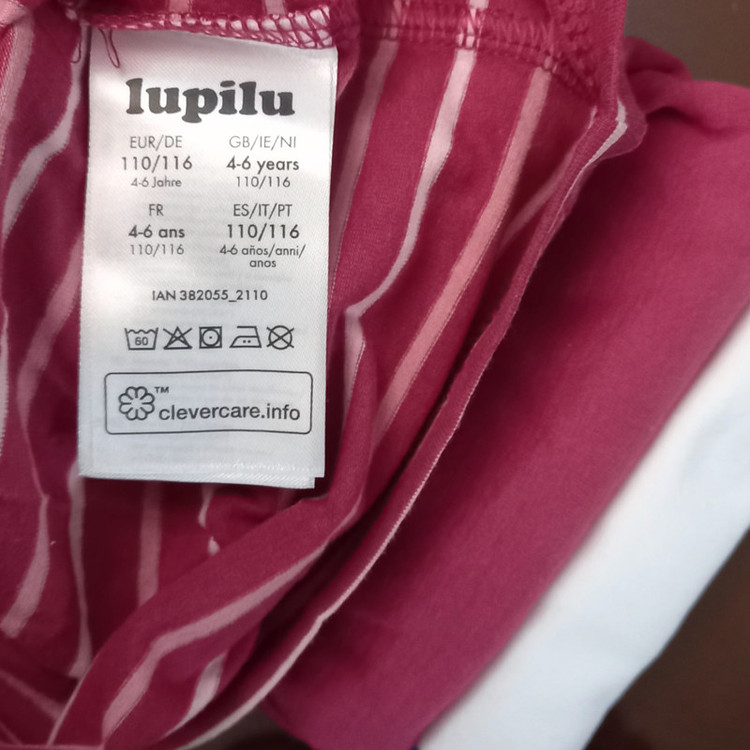 lupilu
EUR/DE GB/IE/NI
110/116 4-6 years
4-6 Jahre 110/116
FR ES/IT/PT
4-6 ans 110/116
110/116 4-6 años/anni/
anos
IAN 382055_2110
60
™
clevercare.info